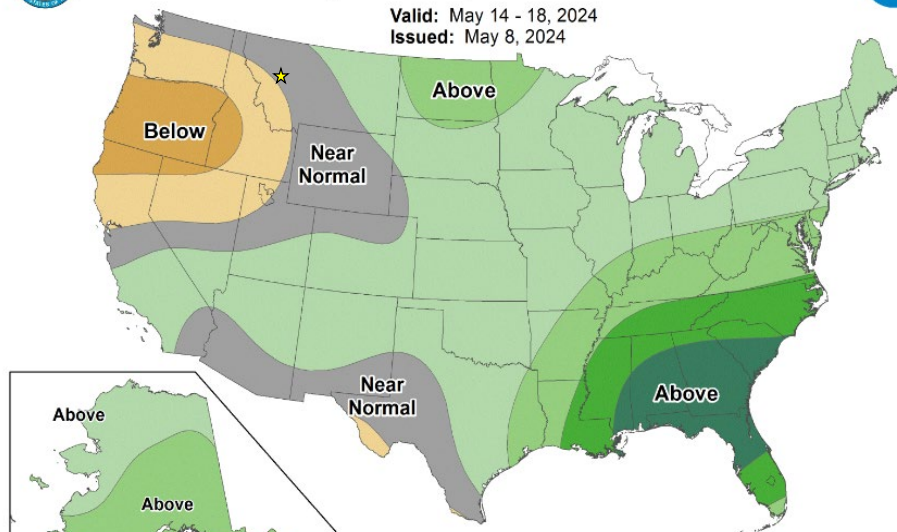 Valid: May 14 - 18, 2024
Issued: May 8, 2024
Above
Below
Near
Normal
Near
Normal
Above
Above
Above